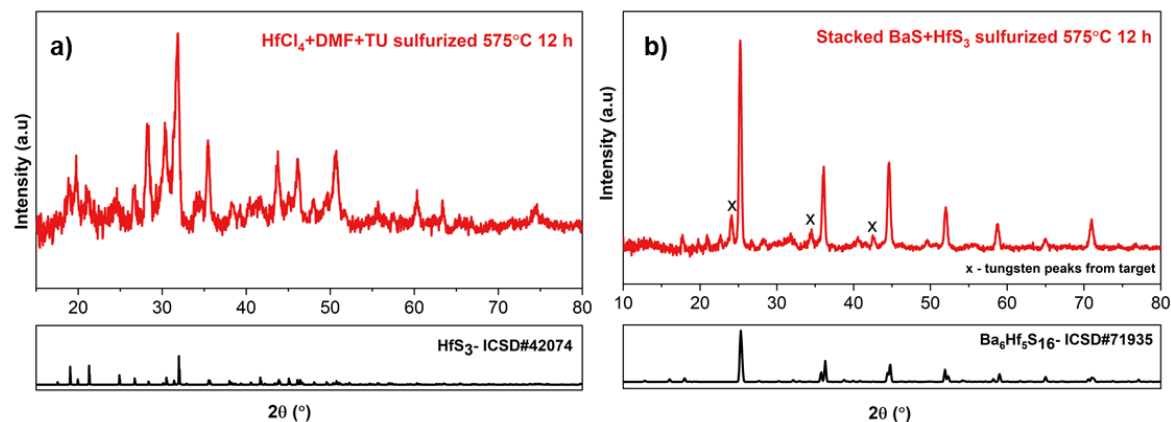 a)
HfCl4+DMF+TU sulfurized 575°C 12 h
Intensity (a.u)
20 30 40 50 60 70 80
HfS3- ICSD#42074
2θ (°)
b)
Stacked BaS+HfS3 sulfurized 575°C 12 h
Intensity (a.u)
x
x
x
x - tungsten peaks from target
10 20 30 40 50 60 70 80
Ba6Hf5S16- ICSD#71935
2θ (°)